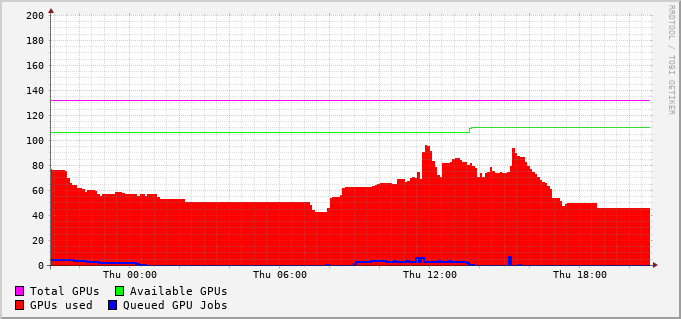 200
180
160
140
120
100
80
60
40
20
0
Thu 00:00 Thu 06:00 Thu 12:00 Thu 18:00
Total GPUs Available GPUs
GPUs used Queued GPU Jobs
RRDTOOL / TOBI OETIKER